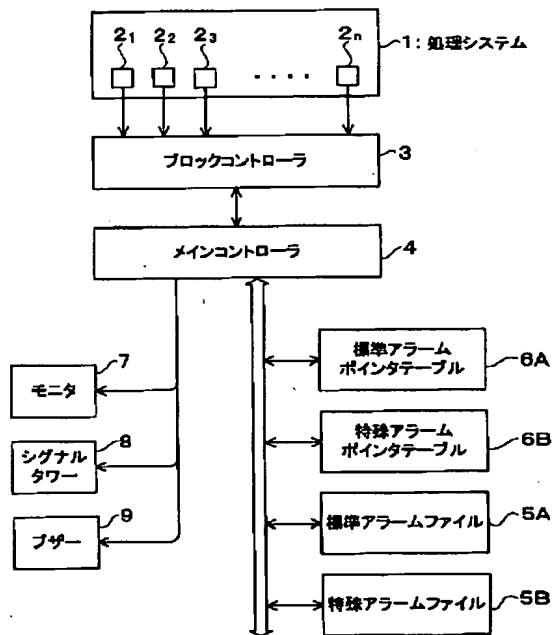 2₁ 2₂ 2₃ 2ₙ
1:処理システム
・・・・
ブロックコントローラ
3
メインコントローラ
4
標準アラーム
ポインタテーブル
6A
7
モニタ
特殊アラーム
ポインタテーブル
6B
8
シグナル
タワー
標準アラームファイル
5A
9
ブザー
特殊アラームファイル
5B